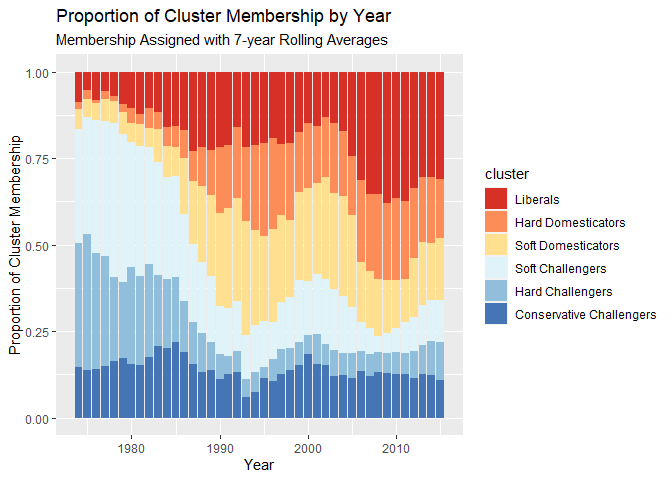 Proportion of Cluster Membership by Year
Membership Assigned with 7-year Rolling Averages
Proportion of Cluster Membership
1.00
0.75
0.50
0.25
0.00
1980 1990 2000 2010
Year
cluster
Liberals
Hard Domesticators
Soft Domesticators
Soft Challengers
Hard Challengers
Conservative Challengers